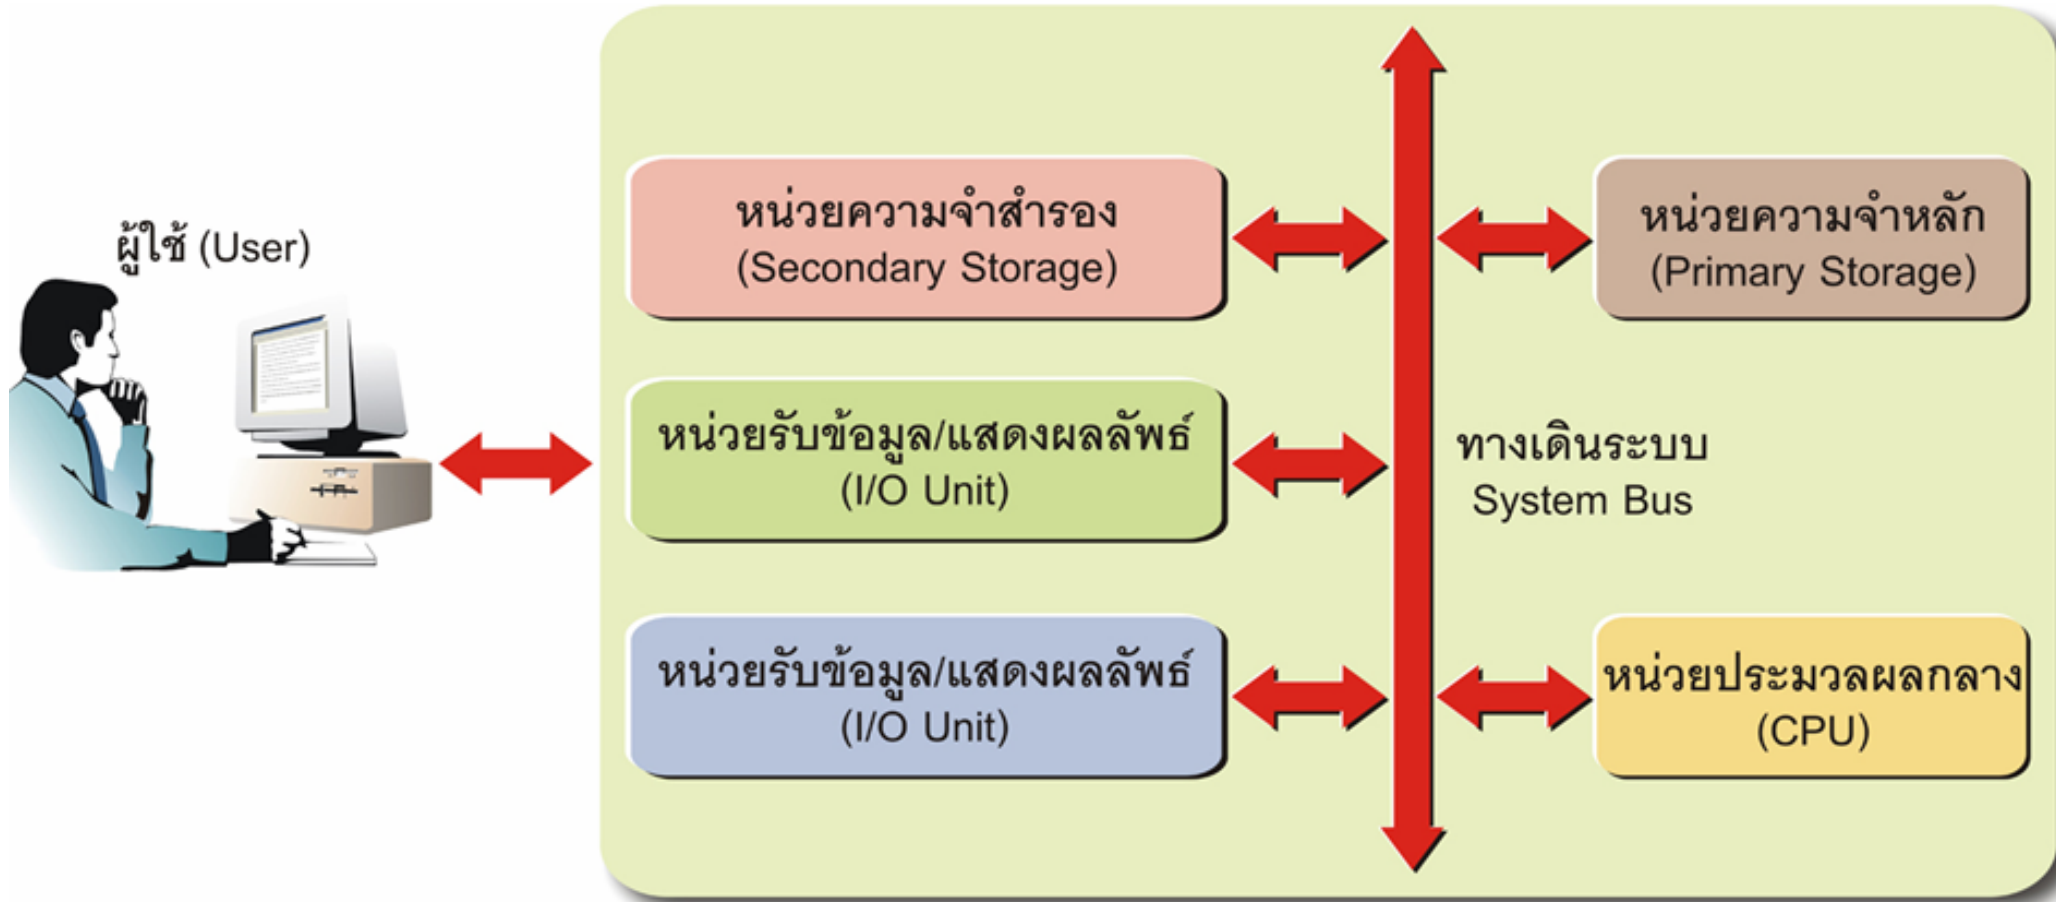 ผู้ใช้ (User)
หน่วยความจำสำรอง
(Secondary Storage)
หน่วยความจำหลัก
(Primary Storage)
หน่วยรับข้อมูล/แสดงผลลัพธ์
(I/O Unit)
ทางเดินระบบ
System Bus
หน่วยรับข้อมูล/แสดงผลลัพธ์
(I/O Unit)
หน่วยประมวลผลกลาง
(CPU)